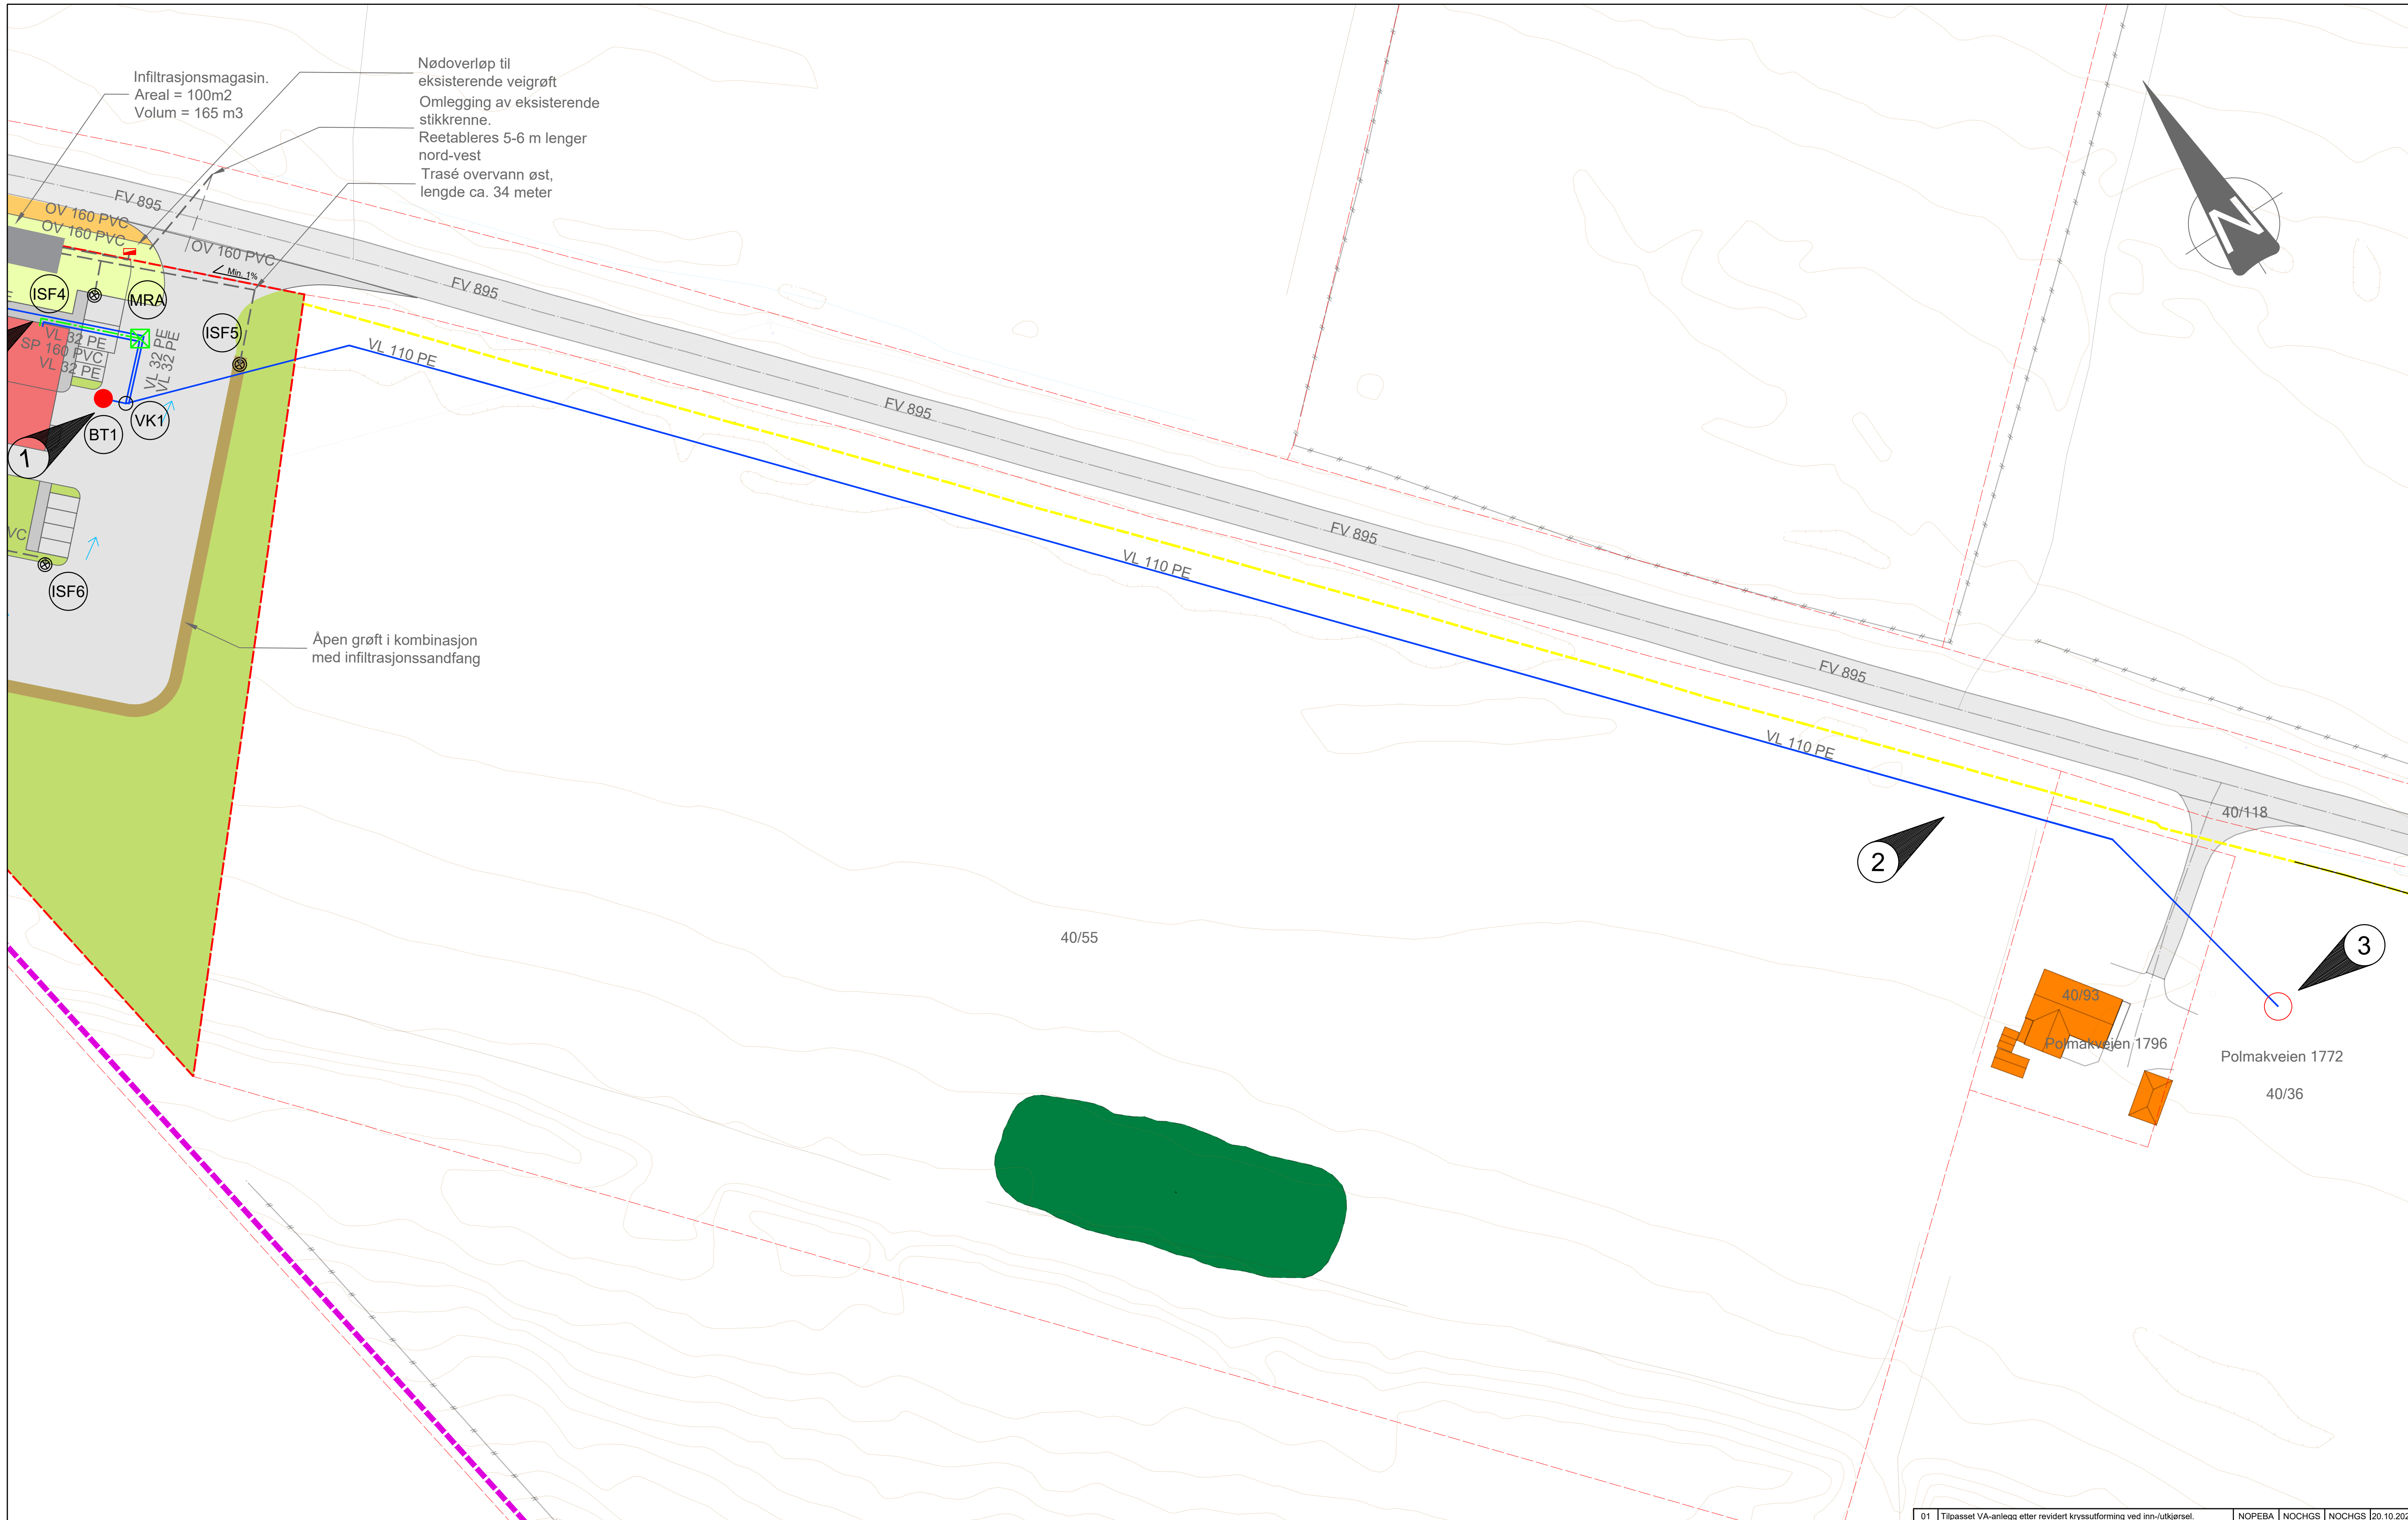 Infiltrasjonsmagasin.
Areal = 100m2
Volum = 165 m3
Nødoverløp til
eksisterende veigrøft
Omlegging av eksisterende
stikkrenne.
Reetableres 5-6 m lenger
nord-vest
Trasé overvann øst,
lengde ca. 34 meter
N
FV 895
OV 160 PVC
OV 160 PVC
OV 160 PVC
Min. 1%
FV 895
ISF4
MRA
ISF5
VL 32 PE
SP 160 PVC
VL 32 PE
VL 32 PE
VL 32 PE
VL 110 PE
FV 895
BT1
VK1
1
FV 895
VC
VL 110 PE
ISF6
Åpen grøft i kombinasjon
med infiltrasjonssandfang
FV 895
VL 110 PE
40/118
2
40/55
3
40/93
Polmakveien 1796
Polmakveien 1772
40/36
01 Tilpasset VA-anlegg etter revidert kryssutforming ved inn-/utkjørsel. NOPEBA NOCHGS NOCHGS 20.10.20